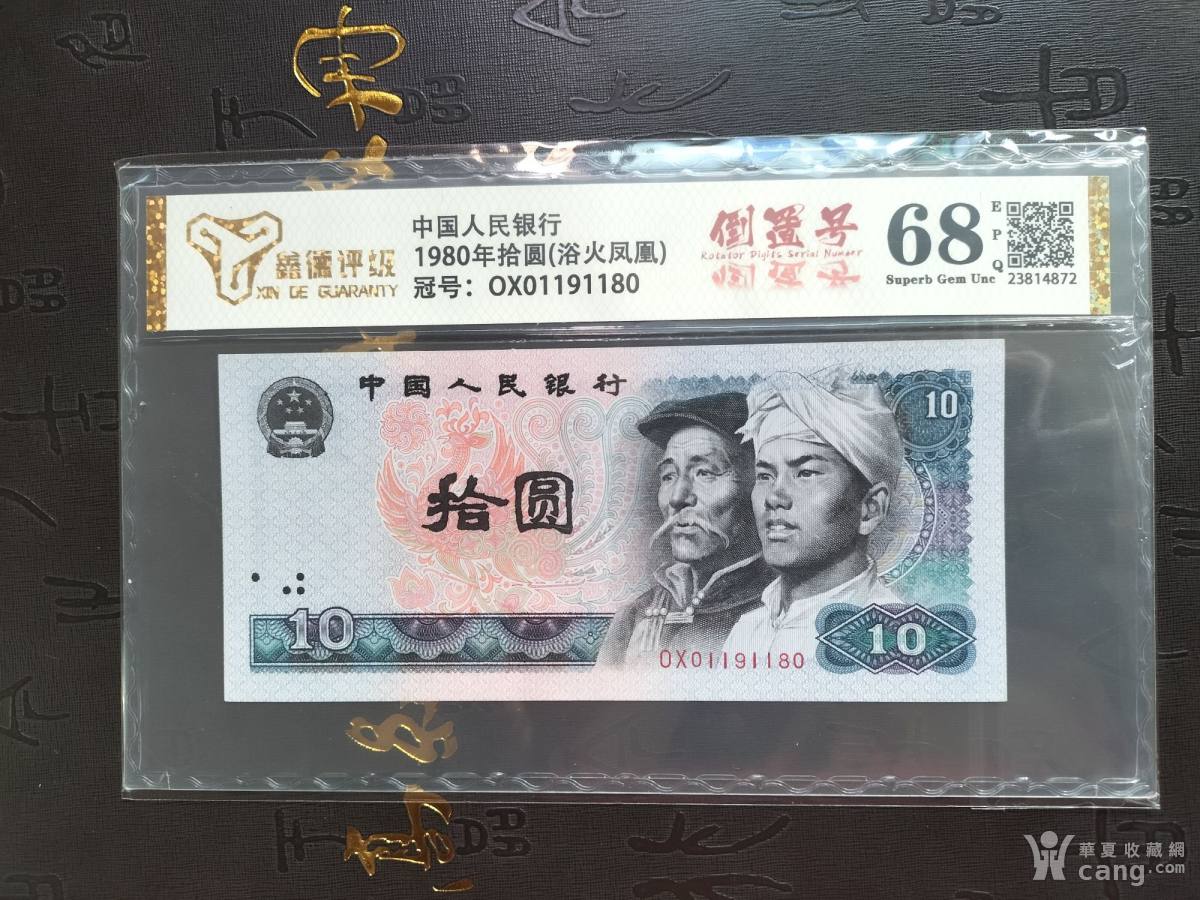 鑫德评级
XIN DE GUARANTY
中国人民银行
1980年拾圆(浴火凤凰)
冠号：OX01191180
倒置号
Rotator Digits Serial Number
68
EPQ
Superb Gem Unc
23814872
中国人民银行
10
拾圆
10
OX01191180
10
華夏收藏網
cang.com